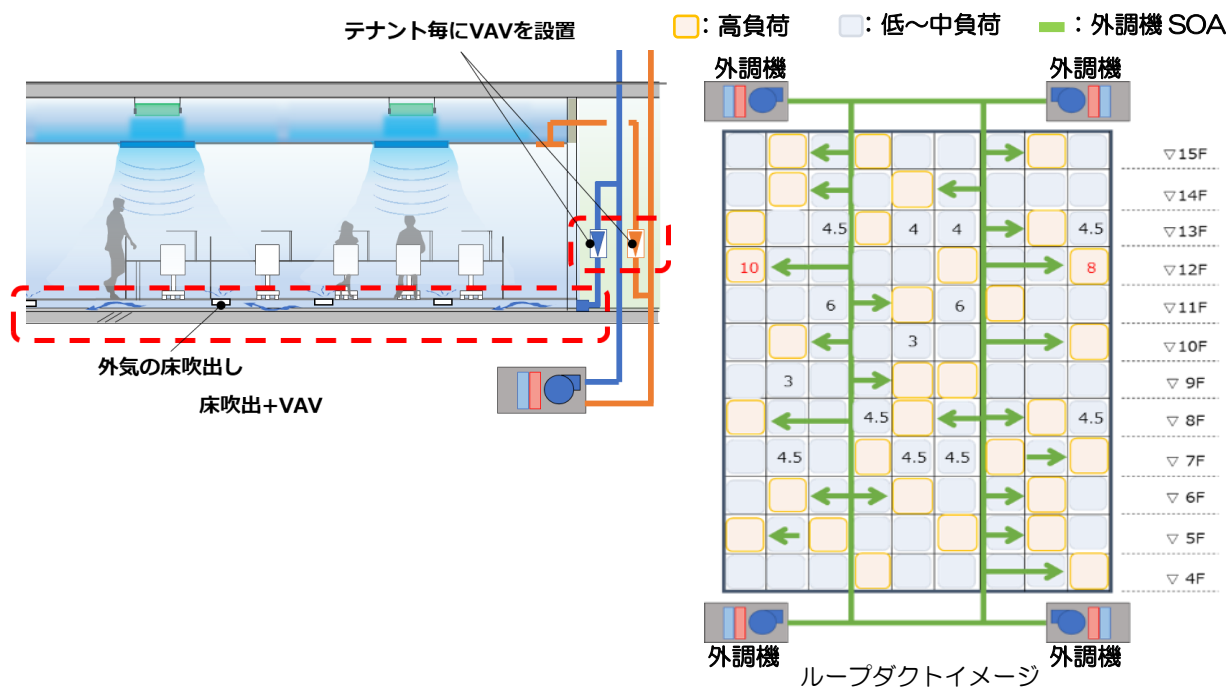 テナント毎にVAVを設置
外気の床吹出し
床吹出+VAV
：高負荷
：低～中負荷
：外調機 SOA
外調機
外調機
▽15F
▽14F
4.5 4 4 4.5 ▽13F
10 8 ▽12F
6 6 ▽11F
3 ▽10F
3 ▽ 9F
4.5 4.5 ▽ 8F
4.5 4.5 4.5 ▽ 7F
▽ 6F
▽ 5F
▽ 4F
外調機
外調機
ループダクトイメージ